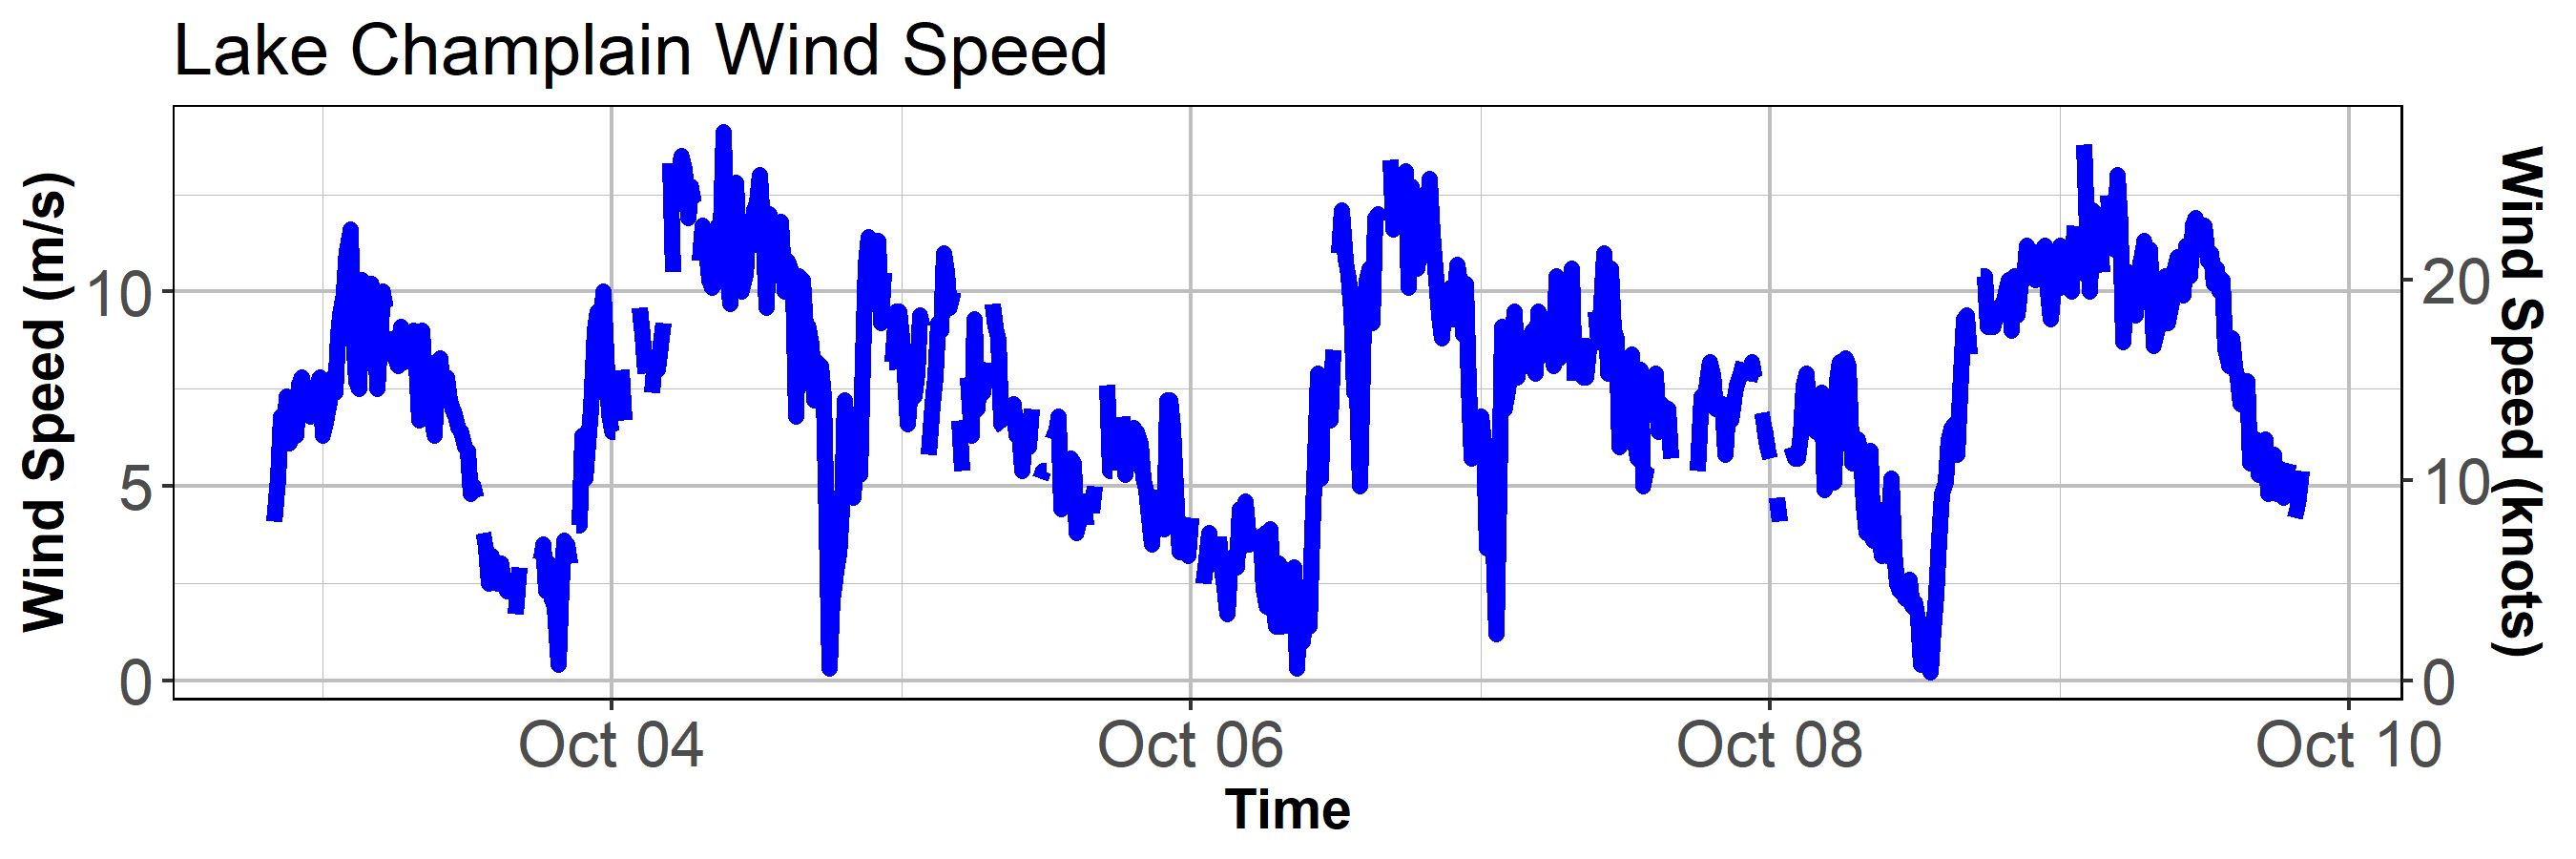 Lake Champlain Wind Speed
Wind Speed (m/s)
10
5
0
20
10
0
Wind Speed (knots)
Oct 04
Oct 06
Oct 08
Oct 10
Time